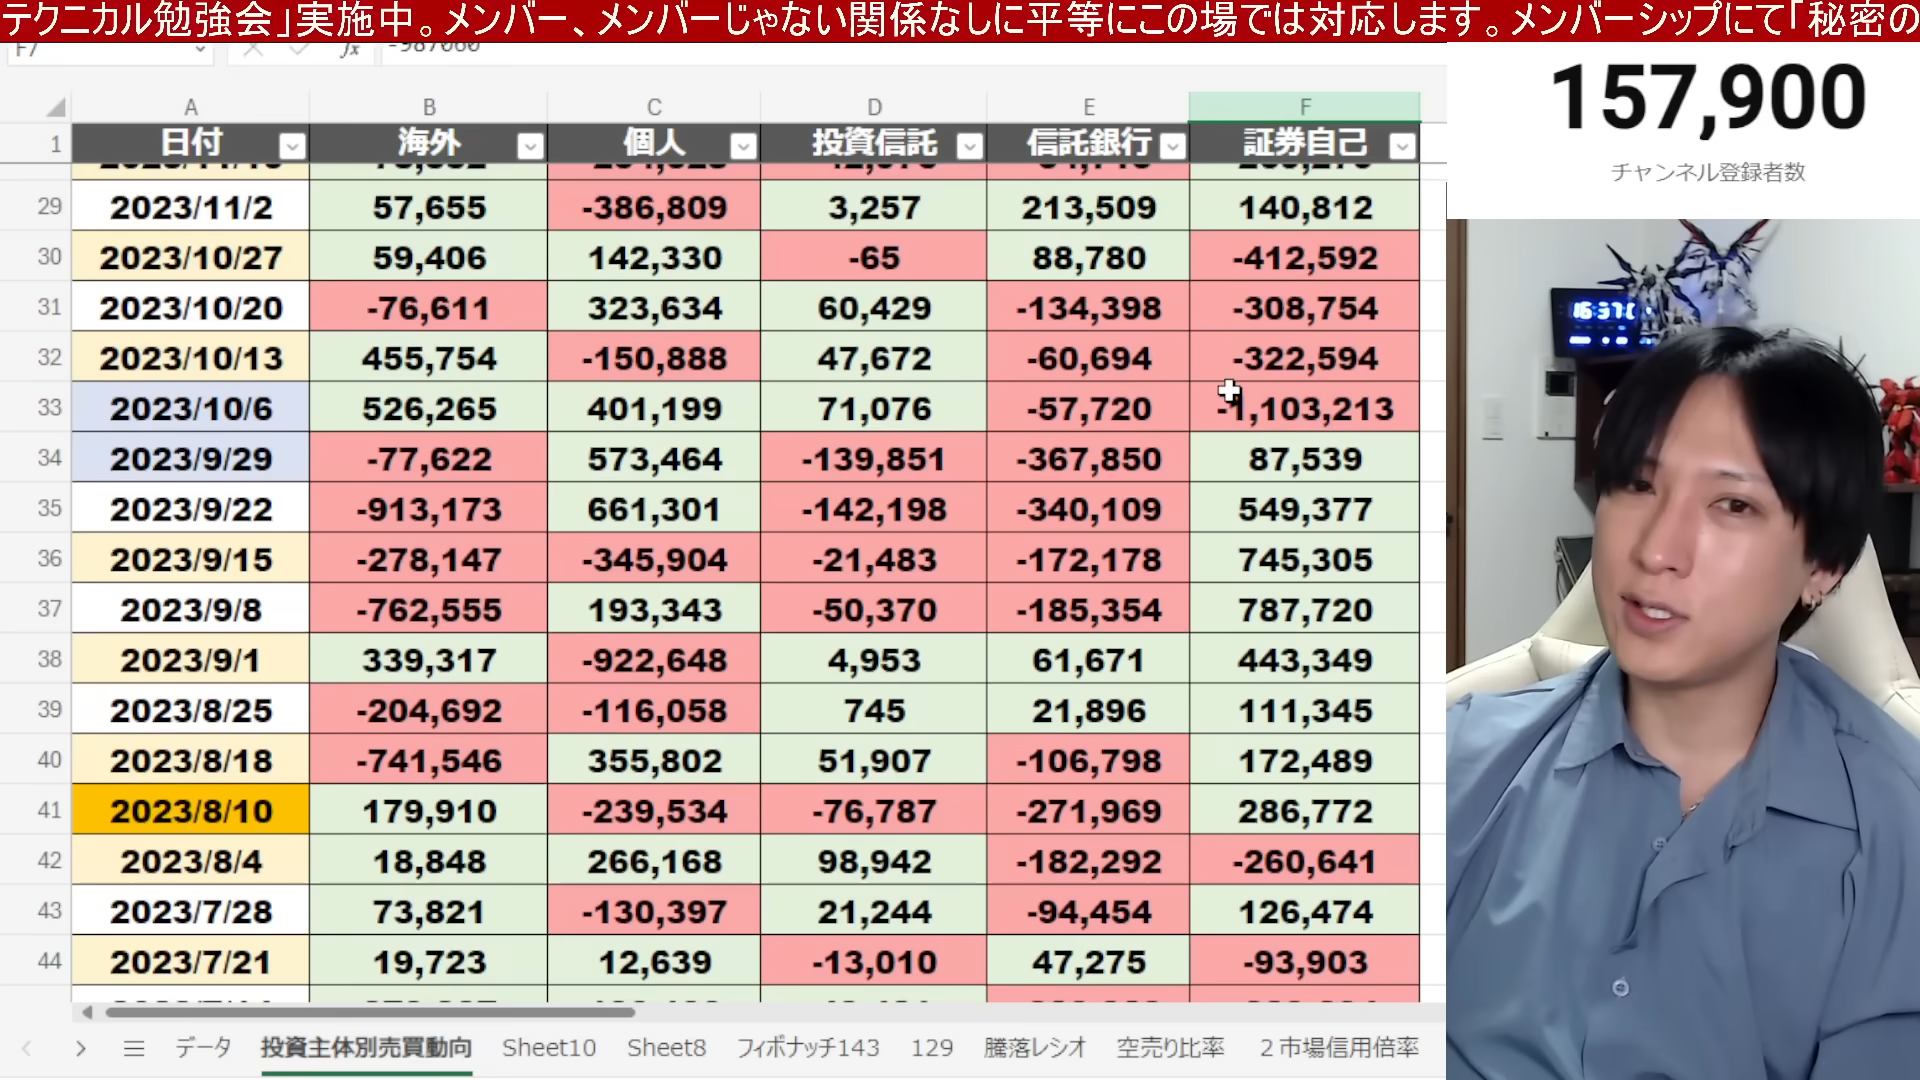 テクニカル勉強会」実施中。メンバー、メンバーじゃない関係なしに平等にこの場では対応します。メンバーシップにて「秘密の
F7 fx -987060
157,900
チャンネル登録者数
A B C D E F
1 日付 海外 個人 投資信託 信託銀行 証券自己
29 2023/11/2 57,655 -386,809 3,257 213,509 140,812
30 2023/10/27 59,406 142,330 -65 88,780 -412,592
31 2023/10/20 -76,611 323,634 60,429 -134,398 -308,754
32 2023/10/13 455,754 -150,888 47,672 -60,694 -322,594
33 2023/10/6 526,265 401,199 71,076 -57,720 -1,103,213
34 2023/9/29 -77,622 573,464 -139,851 -367,850 87,539
35 2023/9/22 -913,173 661,301 -142,198 -340,109 549,377
36 2023/9/15 -278,147 -345,904 -21,483 -172,178 745,305
37 2023/9/8 -762,555 193,343 -50,370 -185,354 787,720
38 2023/9/1 339,317 -922,648 4,953 61,671 443,349
39 2023/8/25 -204,692 -116,058 745 21,896 111,345
40 2023/8/18 -741,546 355,802 51,907 -106,798 172,489
41 2023/8/10 179,910 -239,534 -76,787 -271,969 286,772
42 2023/8/4 18,848 266,168 98,942 -182,292 -260,641
43 2023/7/28 73,821 -130,397 21,244 -94,454 126,474
44 2023/7/21 19,723 12,639 -13,010 47,275 -93,903
データ 投資主体別売買動向 Sheet10 Sheet8 フィボナッチ143 129 騰落レシオ 空売り比率 2市場信用倍率